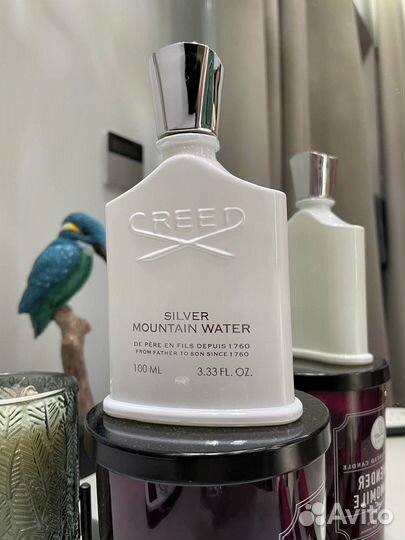 CREED
SILVER
MOUNTAIN WATER
DE PÈRE EN FILS DEPUIS 1760
FROM FATHER TO SON SINCE 1760
100 ML 3.33 FL. OZ.
CANDLE
Avito